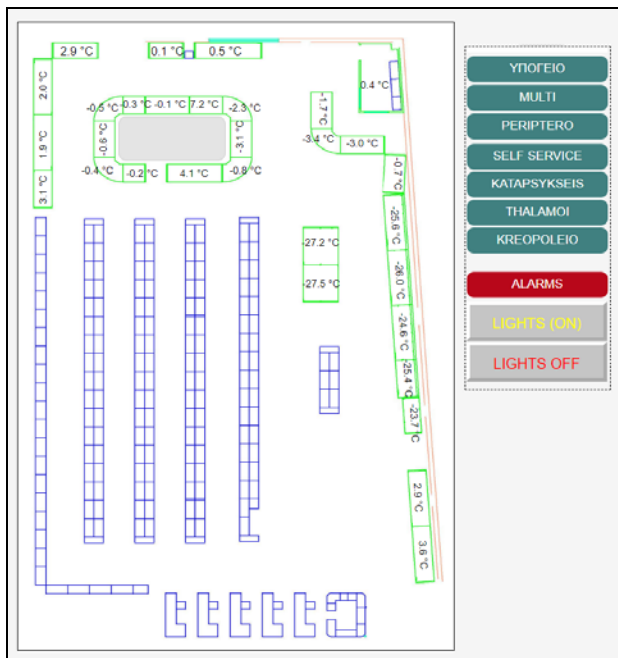 2.9 °C
0.1 °C
0.5 °C
2.0 °C
0.4 °C
-0.5 °C
-0.3 °C
-0.1 °C
7.2 °C
-2.3 °C
-1.7 °C
1.9 °C
-0.6 °C
-3.1 °C
-3.4 °C
-3.0 °C
-0.4 °C
-0.2 °C
4.1 °C
-0.8 °C
-0.7 °C
3.1 °C
-25.6 °C
-27.2 °C
-26.0 °C
-27.5 °C
-24.6 °C
-25.4 °C
-23.7 °C
2.9 °C
3.6 °C
ΥΠΟΓΕΙΟ
MULTI
PERIPTERO
SELF SERVICE
KATAPSYKSEIS
THALAMOI
KREOPOLEIO
ALARMS
LIGHTS (ON)
LIGHTS OFF